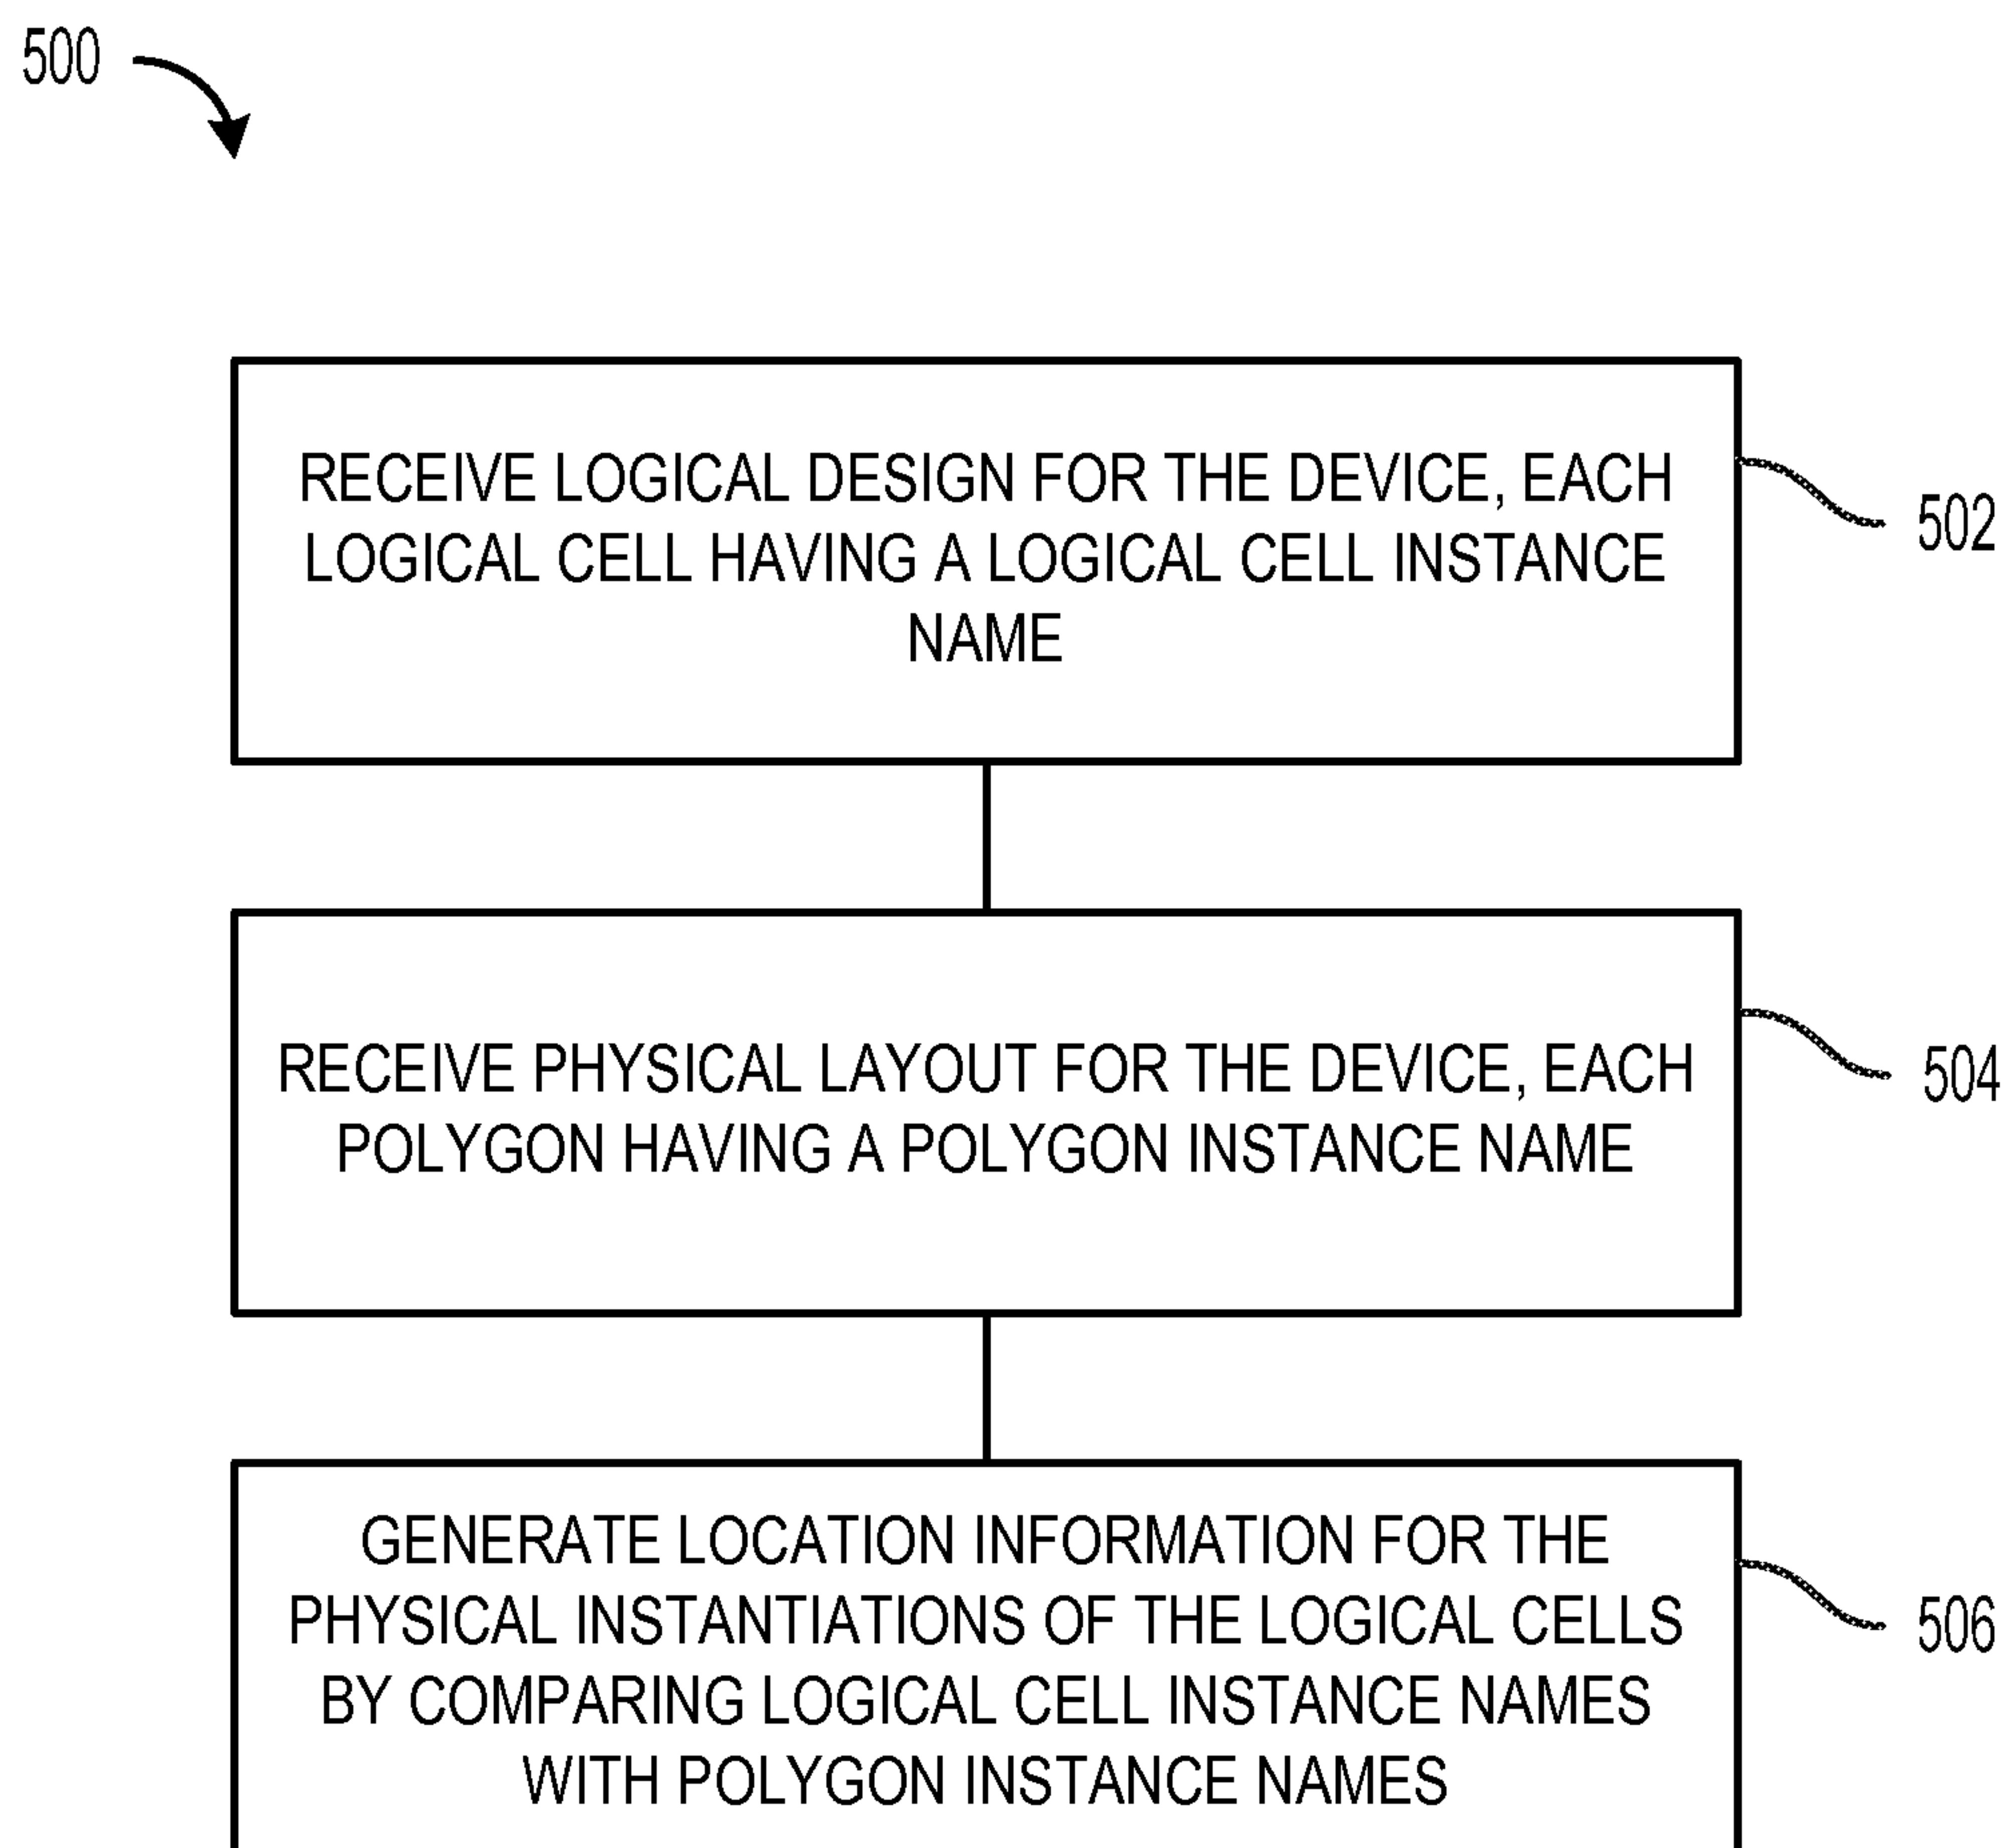 500
RECEIVE LOGICAL DESIGN FOR THE DEVICE, EACH
LOGICAL CELL HAVING A LOGICAL CELL INSTANCE
NAME
502
RECEIVE PHYSICAL LAYOUT FOR THE DEVICE, EACH
POLYGON HAVING A POLYGON INSTANCE NAME
504
GENERATE LOCATION INFORMATION FOR THE
PHYSICAL INSTANTIATIONS OF THE LOGICAL CELLS
BY COMPARING LOGICAL CELL INSTANCE NAMES
WITH POLYGON INSTANCE NAMES
506